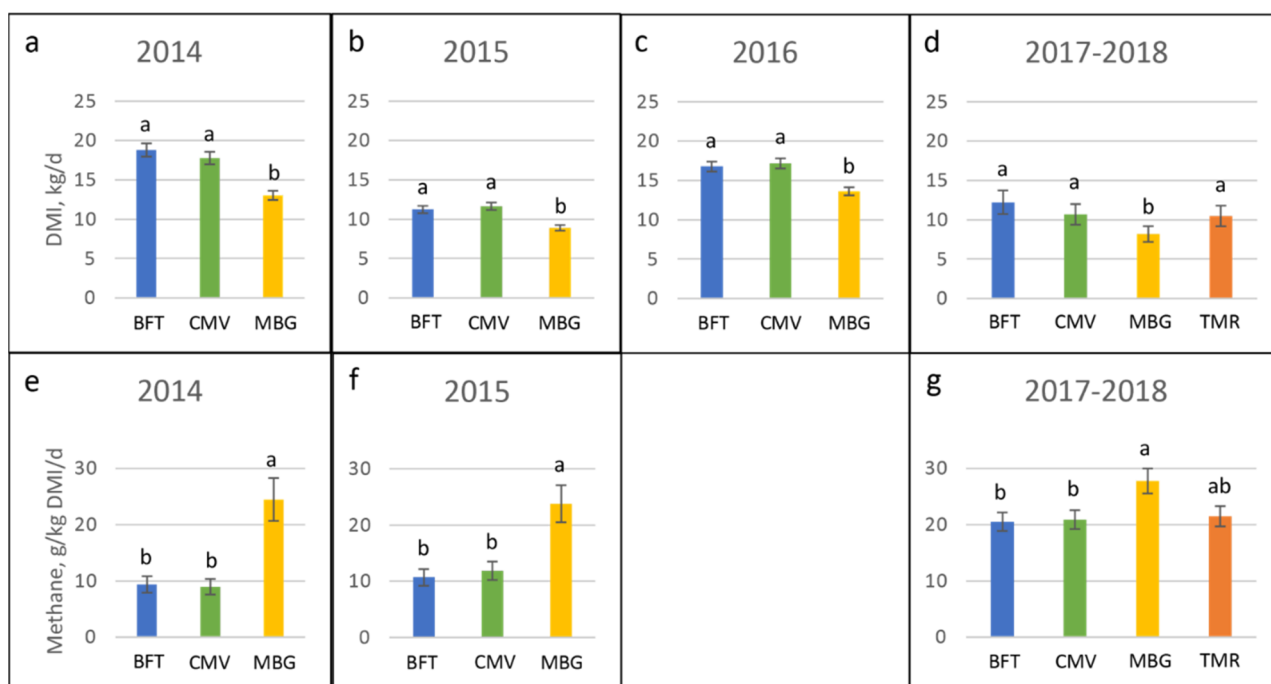 a
2014
DMI, kg/d
25
20
15
10
5
0
a
a
b
BFT CMV MBG
b
2015
25
20
15
10
5
0
a
a
b
BFT CMV MBG
c
2016
25
20
15
10
5
0
a
a
b
BFT CMV MBG
d
2017-2018
25
20
15
10
5
0
a
a
b
a
BFT CMV MBG TMR
e
2014
Methane, g/kg DMI/d
30
20
10
0
b
b
a
BFT CMV MBG
f
2015
30
20
10
0
b
b
a
BFT CMV MBG
g
2017-2018
30
20
10
0
b
b
a
ab
BFT CMV MBG TMR